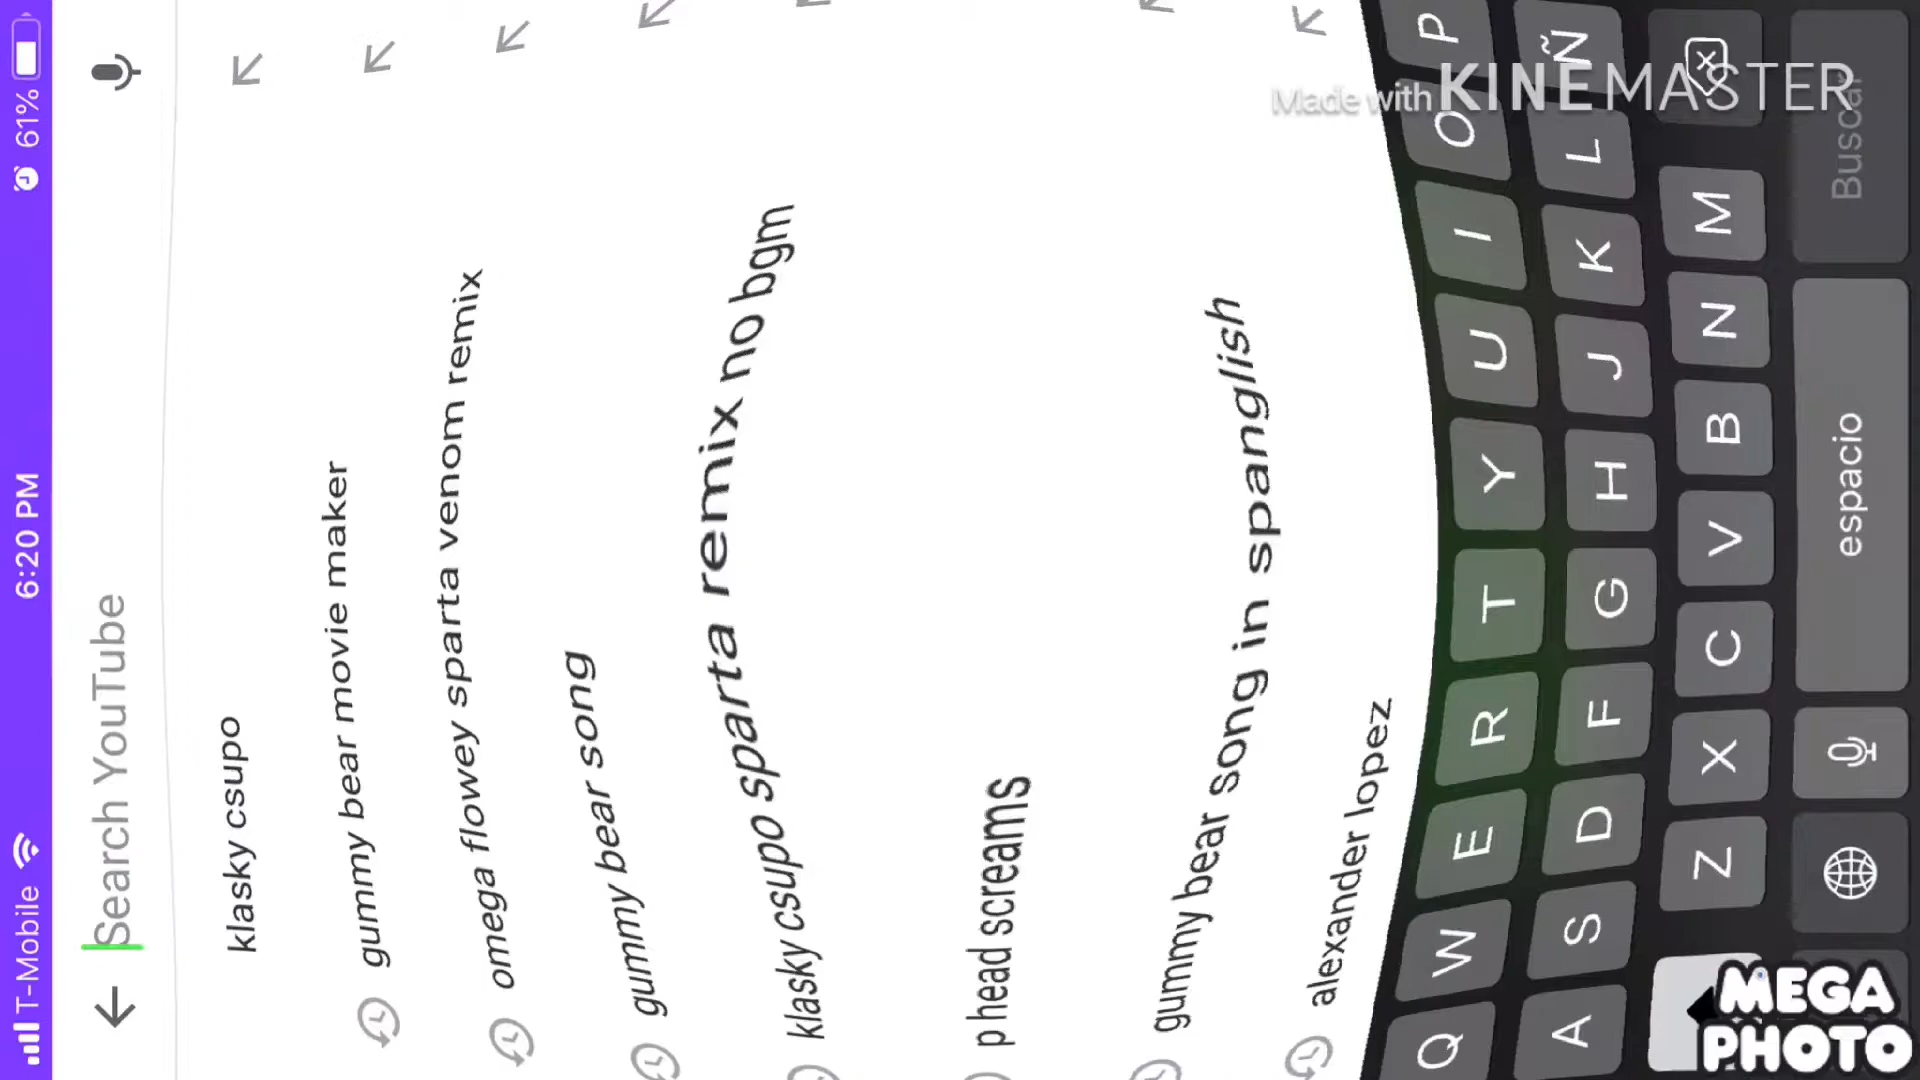 T-Mobile 6:20 PM 61%
Search YouTube
klasky csupo
gummy bear movie maker
omega flowey sparta venom remix
gummy bear song
klasky csupo sparta remix no bgm
p head screams
gummy bear song in spanglish
alexander lopez
Q W E R T Y U I O P
A S D F G H J K L Ñ
Z X C V B N M
espacio Buscar
Made with KINEMASTER
MEGA
PHOTO